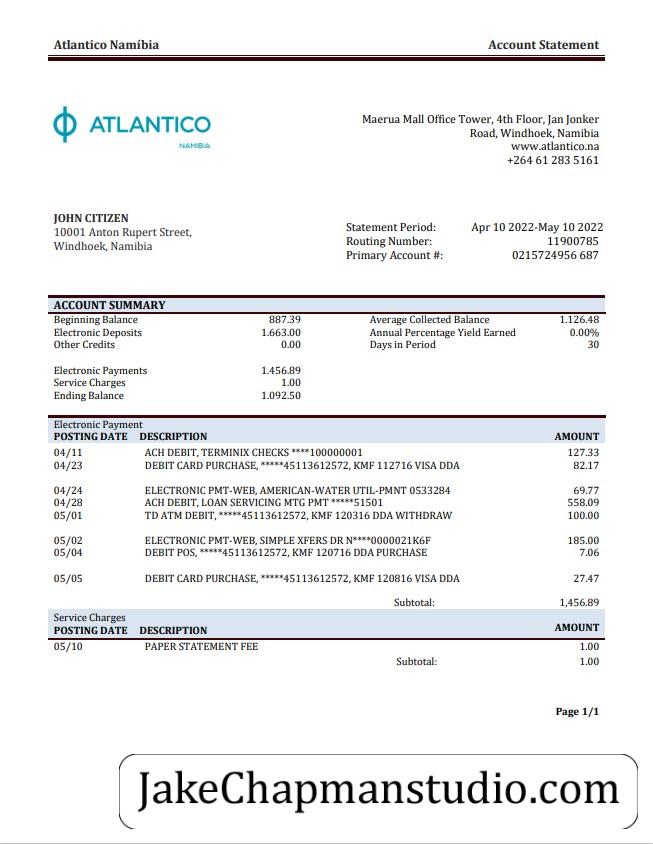 Atlantico Namíbia Account Statement
ATLANTICO
NAMIBIA
Maerua Mall Office Tower, 4th Floor, Jan Jonker
Road, Windhoek, Namibia
www.atlantico.na
+264 61 283 5161
JOHN CITIZEN
10001 Anton Rupert Street,
Windhoek, Namibia
Statement Period: Apr 10 2022-May 10 2022
Routing Number: 11900785
Primary Account #: 0215724956 687
ACCOUNT SUMMARY
Beginning Balance 887.39 Average Collected Balance 1.126.48
Electronic Deposits 1.663.00 Annual Percentage Yield Earned 0.00%
Other Credits 0.00 Days in Period 30
Electronic Payments 1.456.89
Service Charges 1.00
Ending Balance 1.092.50
Electronic Payment
POSTING DATE DESCRIPTION AMOUNT
04/11 ACH DEBIT, TERMINIX CHECKS ****100000001 127.33
04/23 DEBIT CARD PURCHASE, *****45113612572, KMF 112716 VISA DDA 82.17
04/24 ELECTRONIC PMT-WEB, AMERICAN-WATER UTIL-PMNT 0533284 69.77
04/28 ACH DEBIT, LOAN SERVICING MTG PMT *****51501 558.09
05/01 TD ATM DEBIT, *****45113612572, KMF 120316 DDA WITHDRAW 100.00
05/02 ELECTRONIC PMT-WEB, SIMPLE XFERS DR N****0000021K6F 185.00
05/04 DEBIT POS, *****45113612572, KMF 120716 DDA PURCHASE 7.06
05/05 DEBIT CARD PURCHASE, *****45113612572, KMF 120816 VISA DDA 27.47
Subtotal: 1,456.89
Service Charges
POSTING DATE DESCRIPTION AMOUNT
05/10 PAPER STATEMENT FEE 1.00
Subtotal: 1.00
Page 1/1
JakeChapmanstudio.com